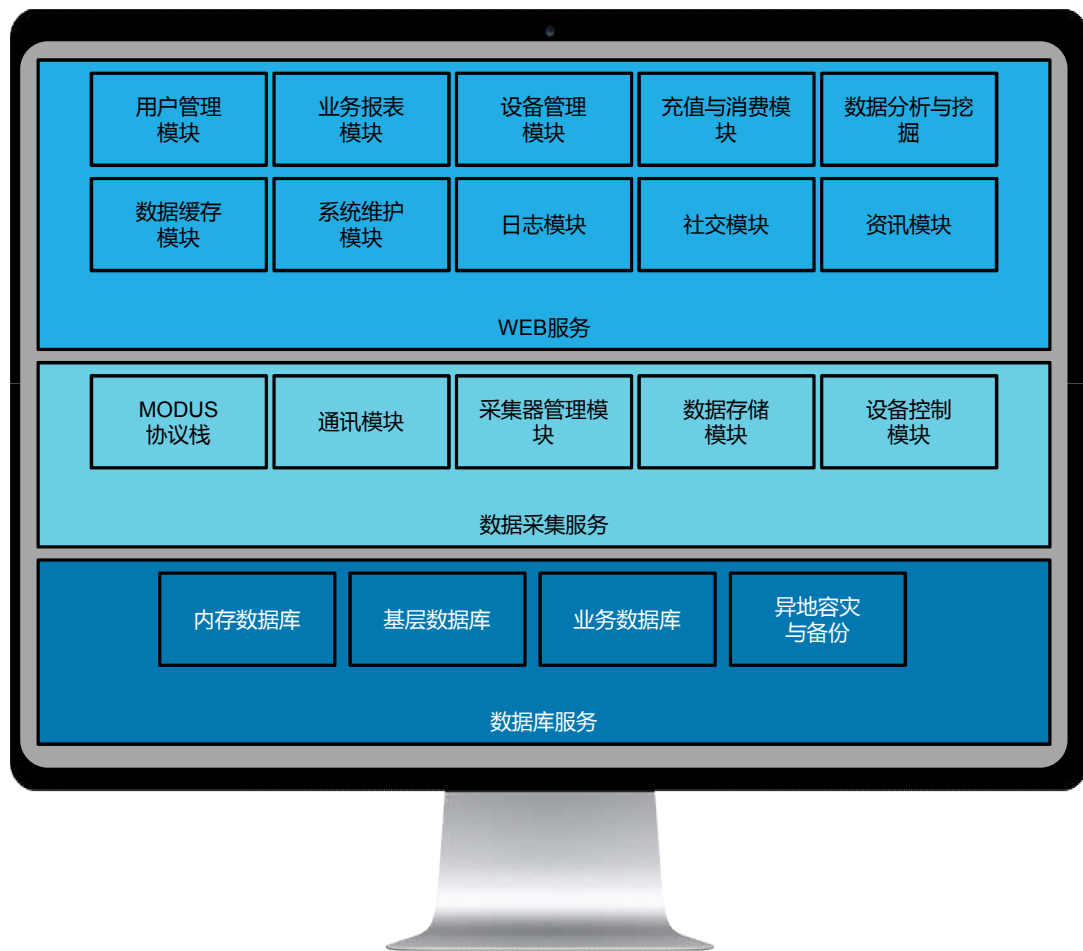 用户管理
模块
业务报表
模块
设备管理
模块
充值与消费模
块
数据分析与挖
掘
数据缓存
模块
系统维护
模块
日志模块
社交模块
资讯模块
WEB服务
MODUS
协议栈
通讯模块
采集器管理模
块
数据存储
模块
设备控制
模块
数据采集服务
内存数据库
基层数据库
业务数据库
异地容灾
与备份
数据库服务